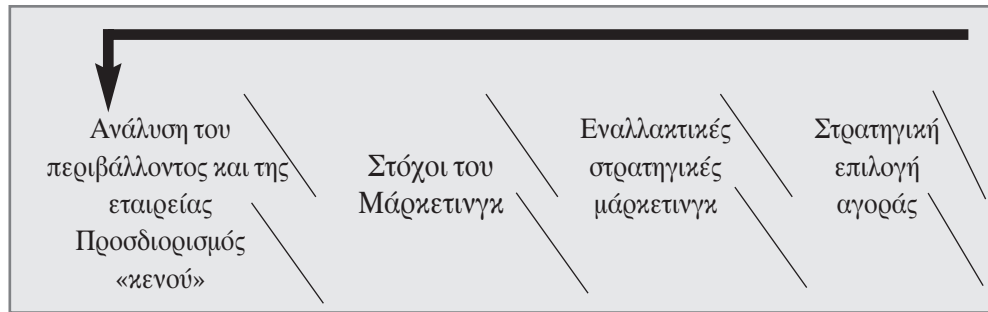 Ανάλυση του
περιβάλλοντος και της
εταιρείας
Προσδιορισμός
«κενού»
Στόχοι του
Μάρκετινγκ
Εναλλακτικές
στρατηγικές
μάρκετινγκ
Στρατηγική
επιλογή
αγοράς